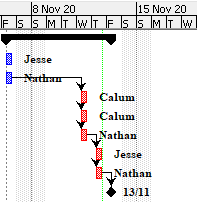 8 Nov 20 15 Nov 20
F S S M T W T F S S M T W
Jesse
Nathan
Calum
Calum
Nathan
Jesse
Nathan
13/11